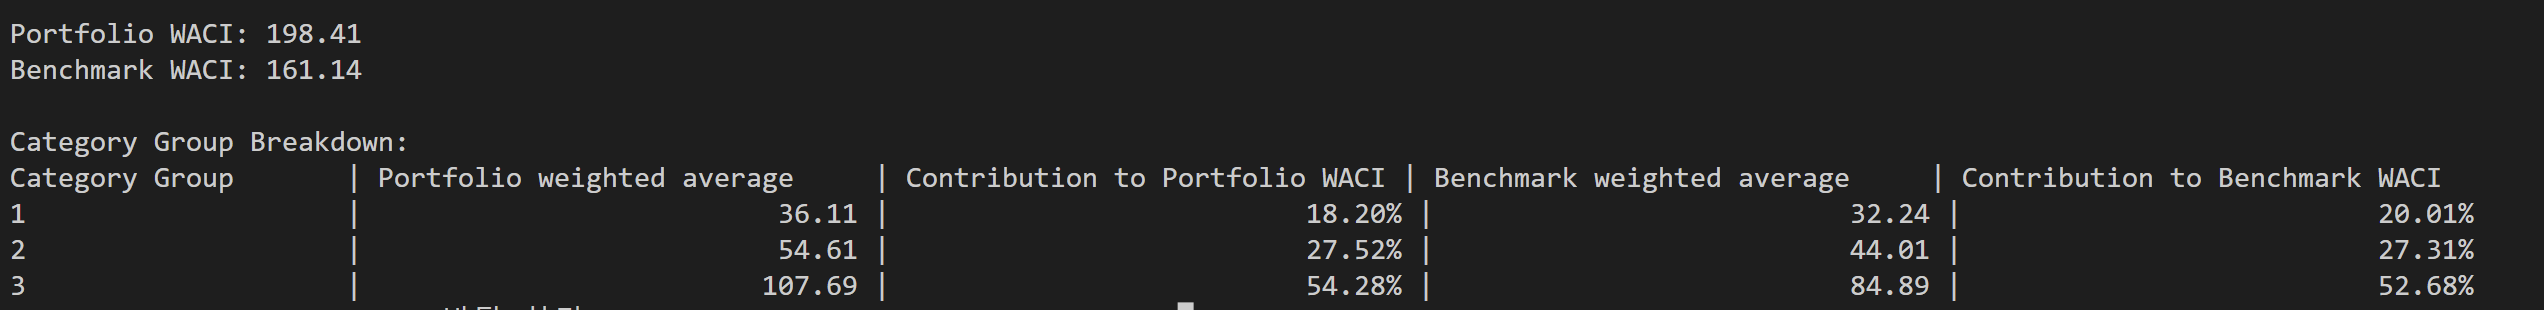 Portfolio WACI: 198.41
Benchmark WACI: 161.14
Category Group Breakdown:
Category Group | Portfolio weighted average | Contribution to Portfolio WACI | Benchmark weighted average | Contribution to Benchmark WACI
1 | 36.11 | 18.20% | 32.24 | 20.01%
2 | 54.61 | 27.52% | 44.01 | 27.31%
3 | 107.69 | 54.28% | 84.89 | 52.68%